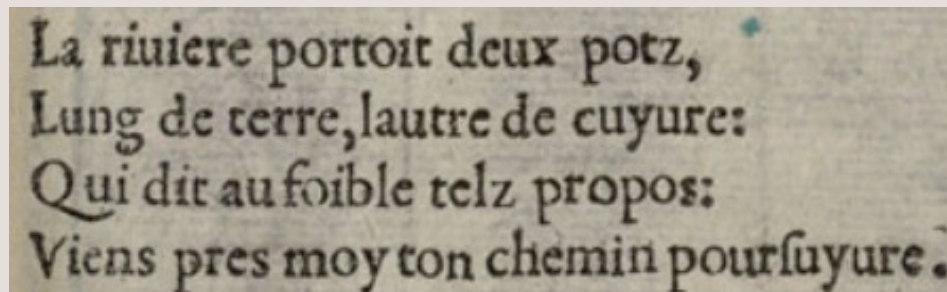 La riuiere portoit deux potz,
Lung de terre, lautre de cuyure:
Qui dit au foible telz propos:
Viens pres moy ton chemin pourſuyure.